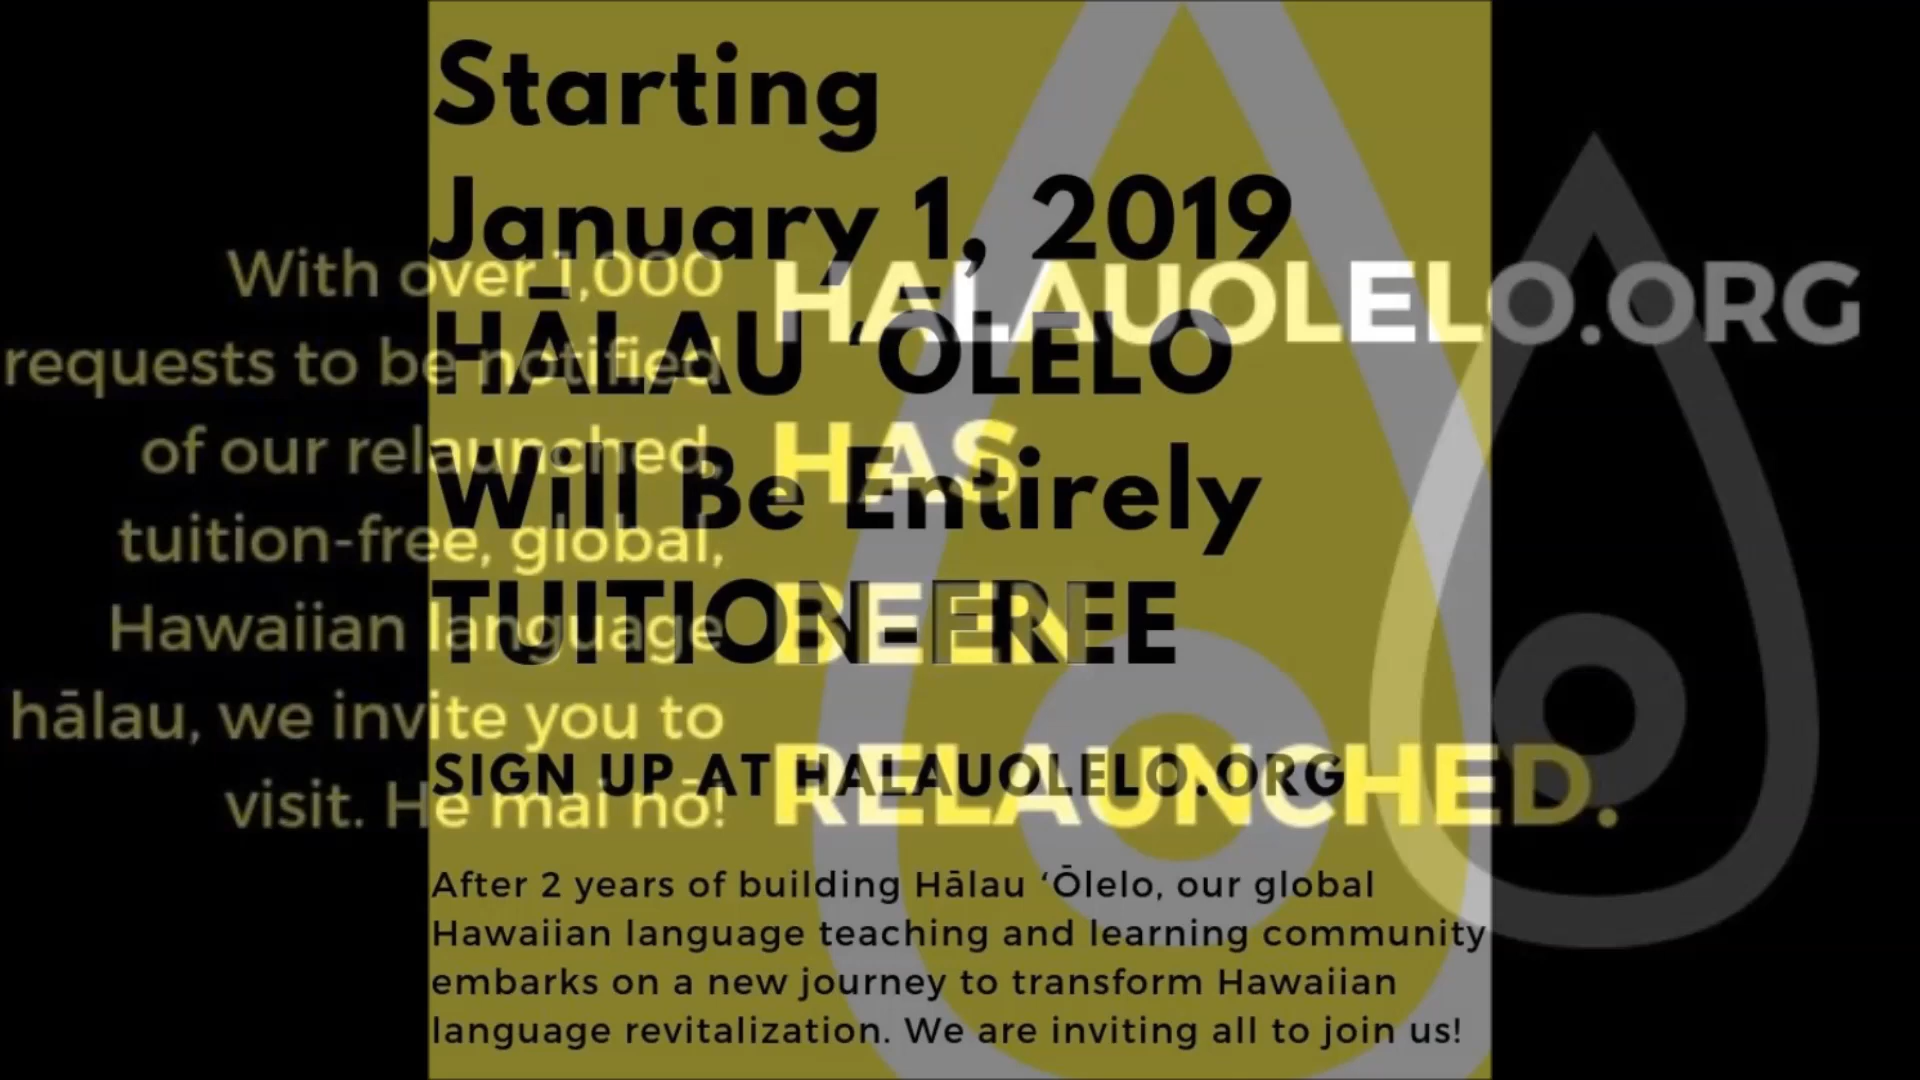 Starting
January 1, 2019
HĀLAU ʻŌLELO
Will Be Entirely
TUITION-FREE
SIGN UP AT HALAUOLELO.ORG
After 2 years of building Hālau ʻŌlelo, our global
Hawaiian language teaching and learning community
embarks on a new journey to transform Hawaiian
language revitalization. We are inviting all to join us!
With over 1,000
requests to be notified
of our relaunched,
tuition-free, global,
Hawaiian language
hālau, we invite you to
visit. He mai nō!
HALAUOLELO.ORG
HAS
BEEN
RELAUNCHED.